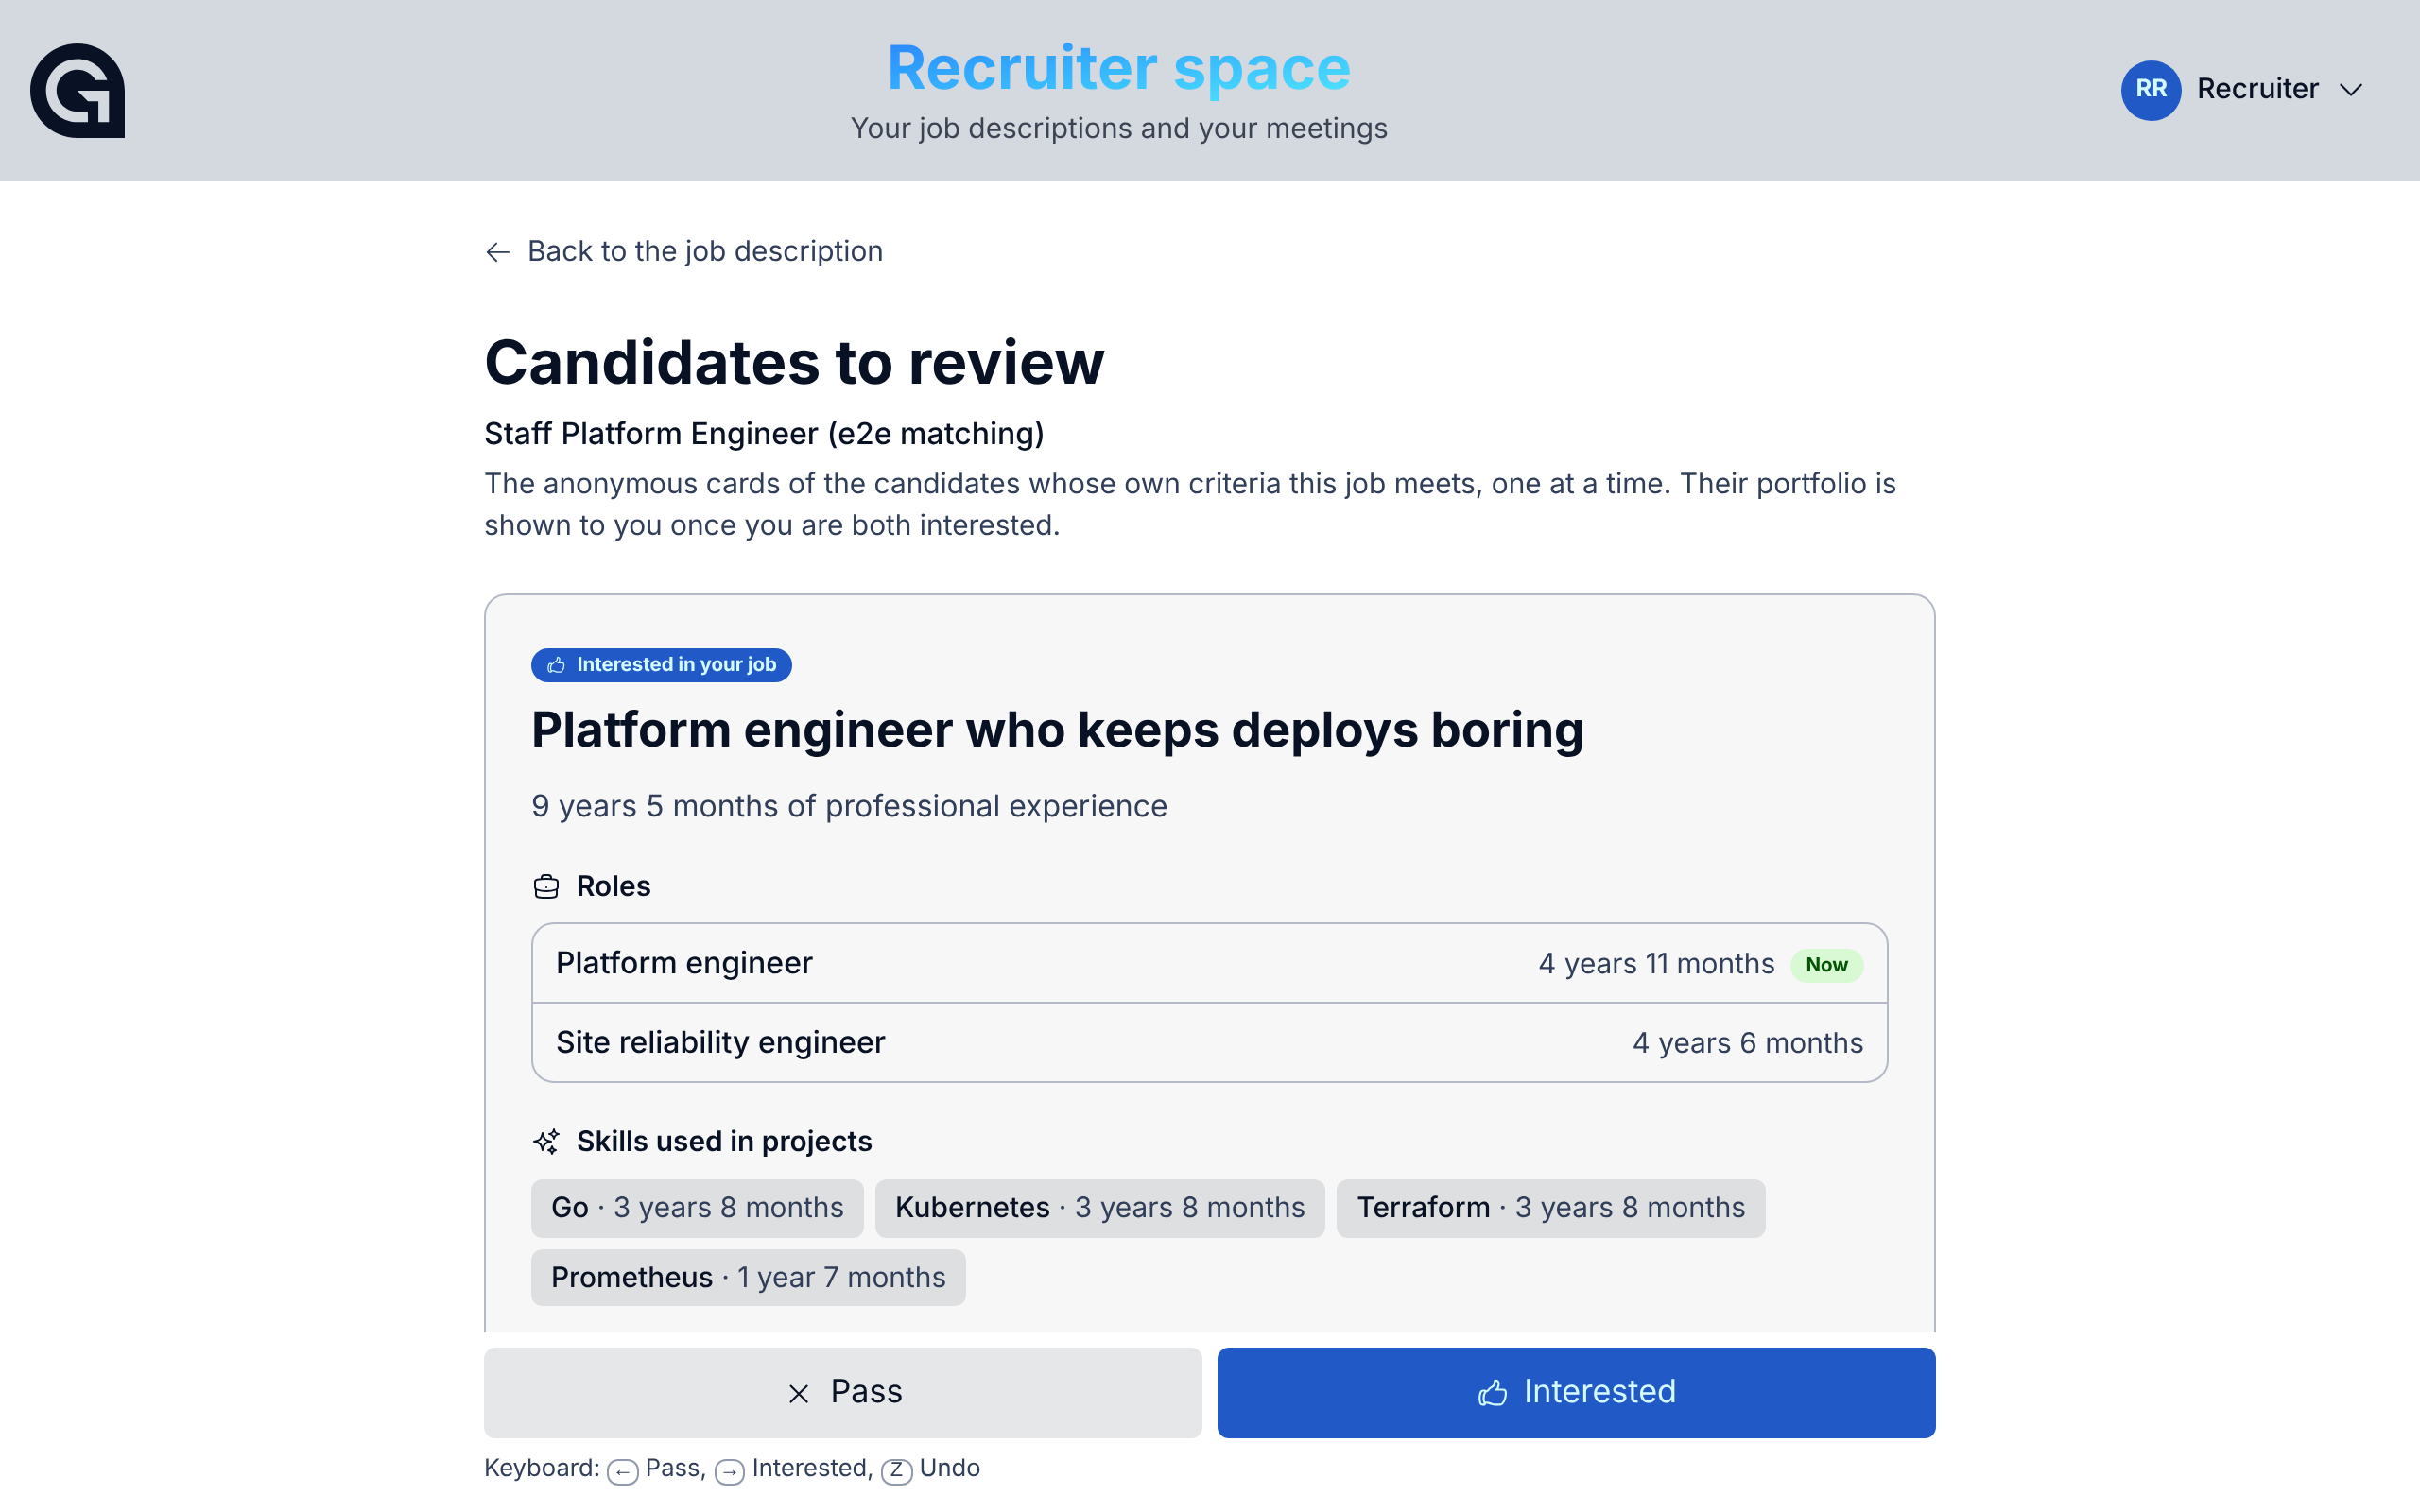 Recruiter space
Your job descriptions and your meetings
RR Recruiter
← Back to the job description
Candidates to review
Staff Platform Engineer (e2e matching)
The anonymous cards of the candidates whose own criteria this job meets, one at a time. Their portfolio is
shown to you once you are both interested.
Interested in your job
Platform engineer who keeps deploys boring
9 years 5 months of professional experience
Roles
Platform engineer 4 years 11 months Now
Site reliability engineer 4 years 6 months
Skills used in projects
Go · 3 years 8 months Kubernetes · 3 years 8 months Terraform · 3 years 8 months
Prometheus · 1 year 7 months
Pass Interested
Keyboard: ← Pass, → Interested, Z Undo